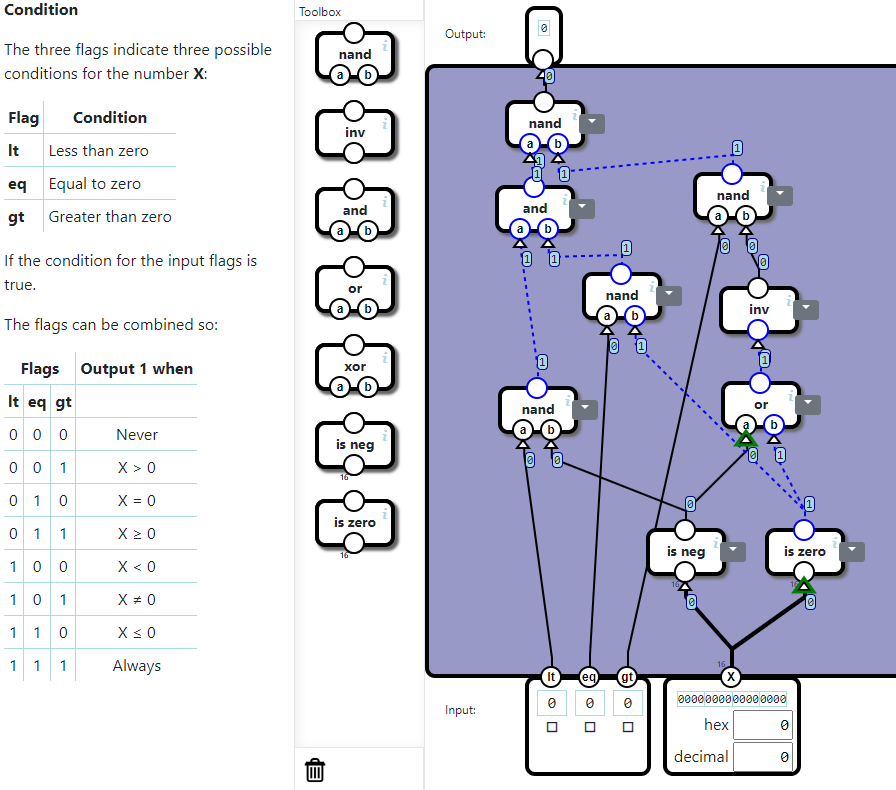 Condition
The three flags indicate three possible
conditions for the number X:
Flag Condition
lt Less than zero
eq Equal to zero
gt Greater than zero
If the condition for the input flags is
true.
The flags can be combined so:
Flags Output 1 when
lt eq gt
0 0 0 Never
0 0 1 X > 0
0 1 0 X = 0
0 1 1 X ≥ 0
1 0 0 X < 0
1 0 1 X ≠ 0
1 1 0 X ≤ 0
1 1 1 Always
Toolbox
nand
i
a b
inv
i
and
i
a b
or
i
a b
xor
i
a b
is neg
i
16
is zero
i
16
Output:
0
0
nand
i
a b
1
1 1
1
and
i
a b
1 1
1
nand
i
a b
0 0
0
nand
i
a b
0 1
inv
i
1
1
nand
i
a b
0 0
or
i
a b
0 1
0
1
is neg
i
16
0
is zero
i
16
0
16
lt eq gt X
Input:
0 0 0
0000000000000000
hex 0
decimal 0